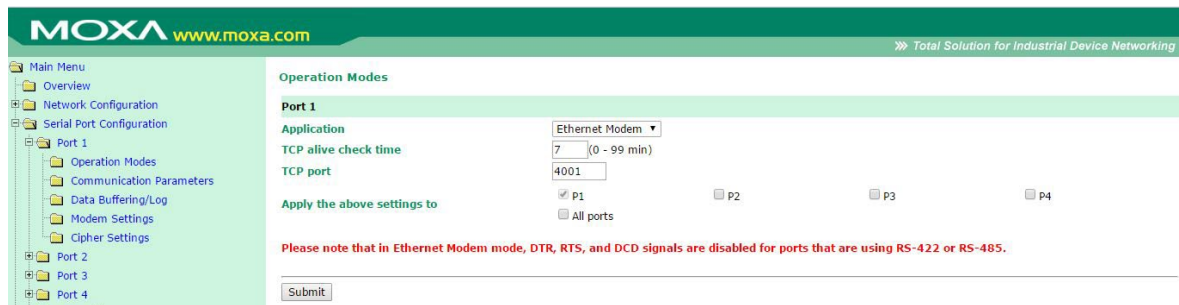 MOXA www.moxa.com
Total Solution for Industrial Device Networking
Main Menu
Overview
Network Configuration
Serial Port Configuration
Port 1
Operation Modes
Communication Parameters
Data Buffering/Log
Modem Settings
Cipher Settings
Port 2
Port 3
Port 4
Operation Modes
Port 1
Application Ethernet Modem
TCP alive check time 7 (0 - 99 min)
TCP port 4001
Apply the above settings to P1 P2 P3 P4
All ports
Please note that in Ethernet Modem mode, DTR, RTS, and DCD signals are disabled for ports that are using RS-422 or RS-485.
Submit